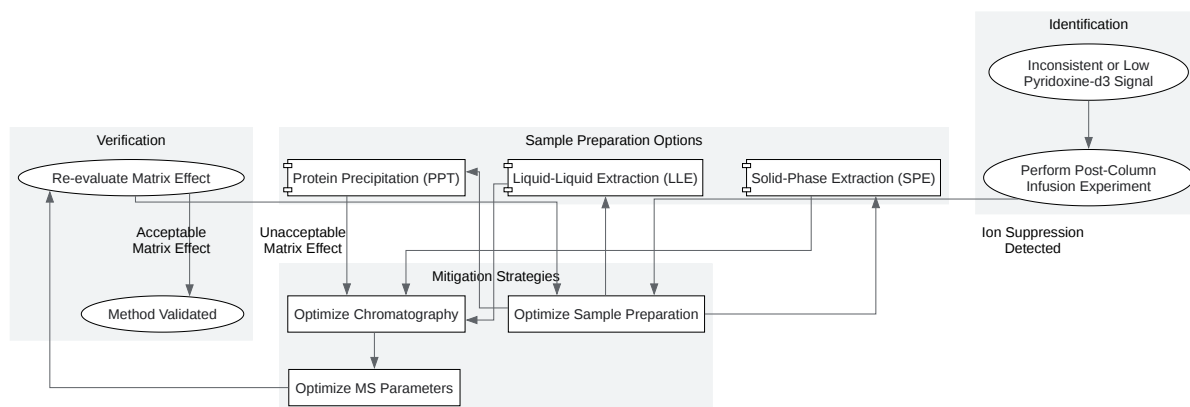 Identification
Inconsistent or Low
Pyridoxine-d3 Signal
Verification
Sample Preparation Options
Re-evaluate Matrix Effect
Protein Precipitation (PPT)
Liquid-Liquid Extraction (LLE)
Solid-Phase Extraction (SPE)
Perform Post-Column
Infusion Experiment
Acceptable
Matrix Effect
Unacceptable
Matrix Effect
Ion Suppression
Detected
Mitigation Strategies
Method Validated
Optimize Chromatography
Optimize Sample Preparation
Optimize MS Parameters